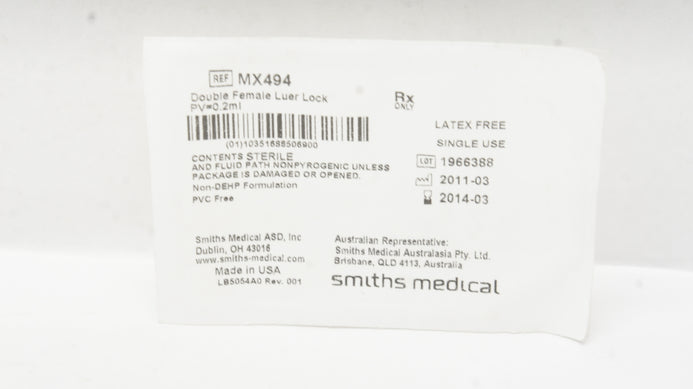 REF MX494
Double Female Luer Lock
PV=0.2ml
Rx
ONLY
(01)10351688506900
CONTENTS STERILE
AND FLUID PATH NONPYROGENIC UNLESS
PACKAGE IS DAMAGED OR OPENED.
Non-DEHP Formulation
PVC Free
LATEX FREE
SINGLE USE
LOT 1966388
2011-03
2014-03
Smiths Medical ASD, Inc
Dublin, OH 43016
www.smiths-medical.com
Made in USA
LB5054A0 Rev. 001
Australian Representative:
Smiths Medical Australasia Pty. Ltd.
Brisbane, QLD 4113, Australia
smiths medical